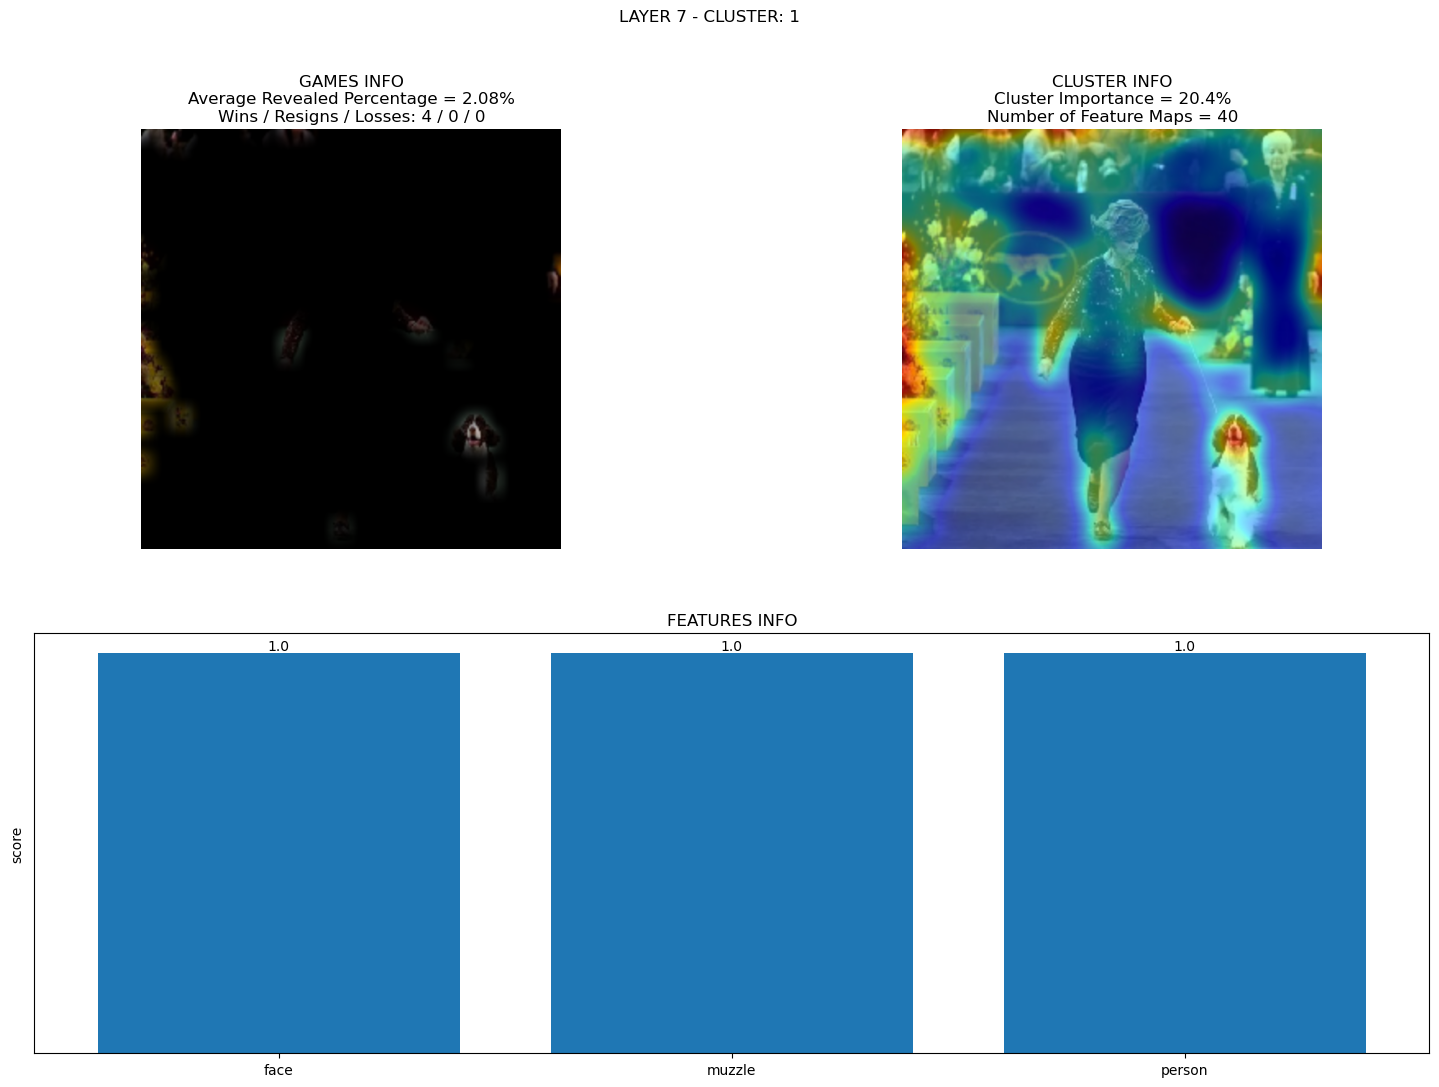 LAYER 7 - CLUSTER: 1
GAMES INFO
Average Revealed Percentage = 2.08%
Wins / Resigns / Losses: 4 / 0 / 0
CLUSTER INFO
Cluster Importance = 20.4%
Number of Feature Maps = 40
FEATURES INFO
1.0
1.0
1.0
score
face
muzzle
person